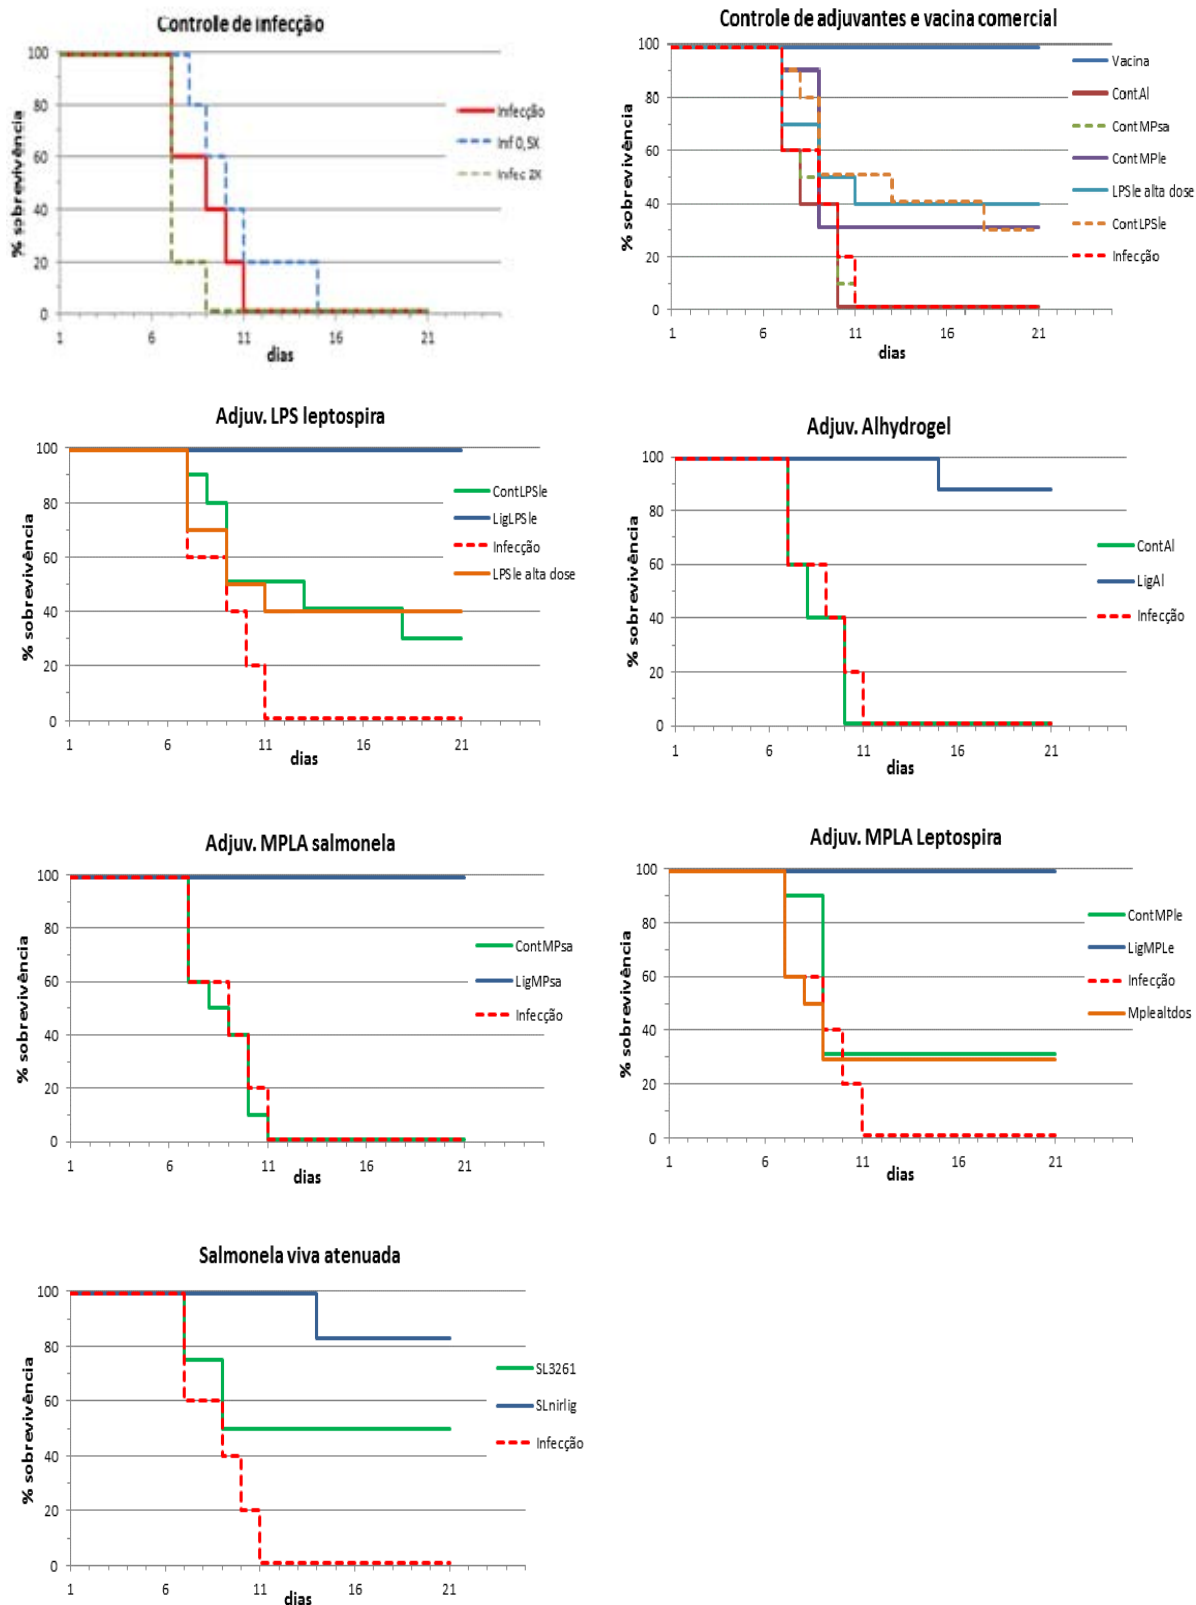 Controle de Infecção
% sobrevivência
100
80
60
40
20
0
1 6 11 16 21
dias
Infecção
Inf 0,5X
Infec 2X
Controle de adjuvantes e vacina comercial
% sobrevivência
100
80
60
40
20
0
1 6 11 16 21
dias
Vacina
ContAl
ContMPsa
ContMPle
LPSle alta dose
ContLPSle
Infecção
Adjuv. LPS leptospira
% sobrevivência
100
80
60
40
20
0
1 6 11 16 21
dias
ContLPSle
LigLPSle
Infecção
LPSle alta dose
Adjuv. Alhydrogel
% sobrevivência
100
80
60
40
20
0
1 6 11 16 21
dias
ContAl
LigAl
Infecção
Adjuv. MPLA salmonela
% sobrevivência
100
80
60
40
20
0
1 6 11 16 21
dias
ContMPsa
LigMPsa
Infecção
Adjuv. MPLA Leptospira
% sobrevivência
100
80
60
40
20
0
1 6 11 16 21
dias
ContMPle
LigMPLe
Infecção
Mplealtdos
Salmonela viva atenuada
% sobrevivência
100
80
60
40
20
0
1 6 11 16 21
dias
SL3261
SLnirlig
Infecção